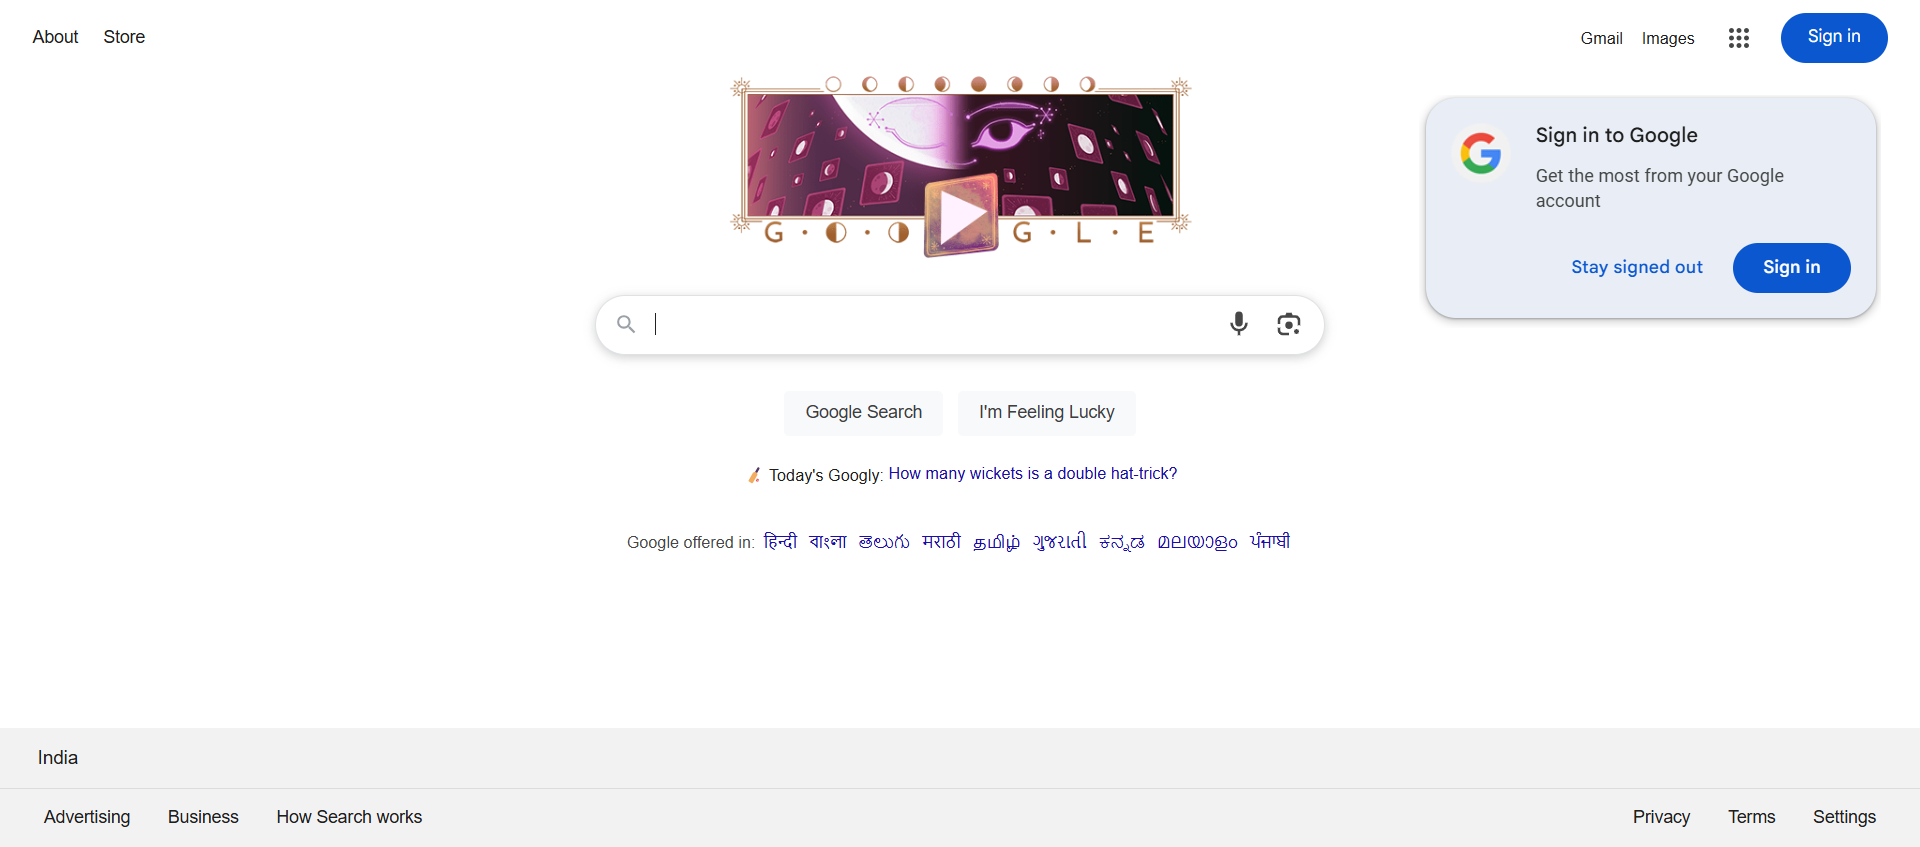 About Store
Gmail Images Sign in
Sign in to Google
Get the most from your Google
account
Stay signed out Sign in
G · O · O G · L · E
Google Search I'm Feeling Lucky
Today's Googly: How many wickets is a double hat-trick?
Google offered in: हिन्दी বাংলা తెలుగు मराठी தமிழ் ગુજરાતી ಕನ್ನಡ മലയാളം ਪੰਜਾਬੀ
India
Advertising Business How Search works
Privacy Terms Settings